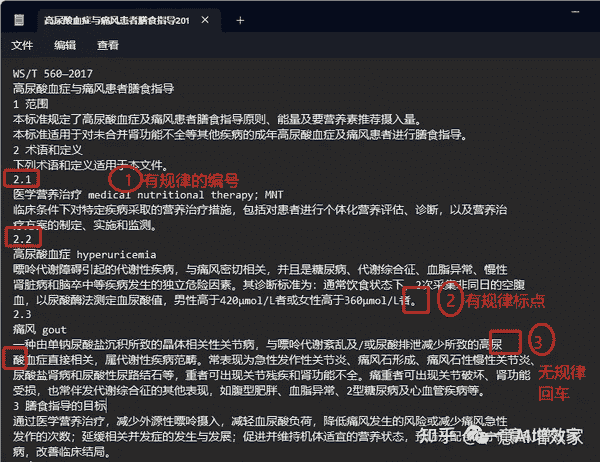 高尿酸血症与痛风患者膳食指导201
文件 编辑 查看
WS/T 560—2017
高尿酸血症与痛风患者膳食指导
1 范围
本标准规定了高尿酸血症及痛风患者膳食指导原则、能量及要营养素推荐摄入量。
本标准适用于对未合并肾功能不全等其他疾病的成年高尿酸血症及痛风患者进行膳食指导。
2 术语和定义
下列术语和定义适用于本文件。
2.1 1 有规律的编号
医学营养治疗 medical nutritional therapy; MNT
临床条件下对特定疾病采取的营养治疗措施，包括对患者进行个体化营养评估、诊断，以及营养治
疗方案的制定、实施和监测。
2.2
高尿酸血症 hyperuricemia
嘌呤代谢障碍引起的代谢性疾病，与痛风密切相关，并且是糖尿病、代谢综合征、血脂异常、慢性
肾脏病和脑卒中等疾病发生的独立危险因素。其诊断标准为：通常饮食状态下，2次采集非同日的空腹
血，以尿酸酶法测定血尿酸值，男性高于420μmol/L者或女性高于360μmol/L者。 2 有规律标点
2.3
痛风 gout
一种由单钠尿酸盐沉积所致的晶体相关性关节病，与嘌呤代谢紊乱及/或尿酸排泄减少所致的高尿 3
酸血症直接相关，属代谢性疾病范畴。常表现为急性发作性关节炎、痛风石形成、痛风石性慢性关节炎、
无规律
尿酸盐肾病和尿酸性尿路结石等，重者可出现关节残疾和肾功能不全。痛重者可出现关节破坏、肾功能
回车
受损，也常伴发代谢综合征的其他表现，如腹型肥胖、血脂异常、2型糖尿病及心血管疾病等。
3 膳食指导的目标
通过医学营养治疗，减少外源性嘌呤摄入，减轻血尿酸负荷，降低痛风发生的风险或减少痛风急性
发作的次数；延缓相关并发症的发生与发展；促进并维持机体适宜的营养状态，预
病，改善临床结局。
知乎 @一意AI增效家